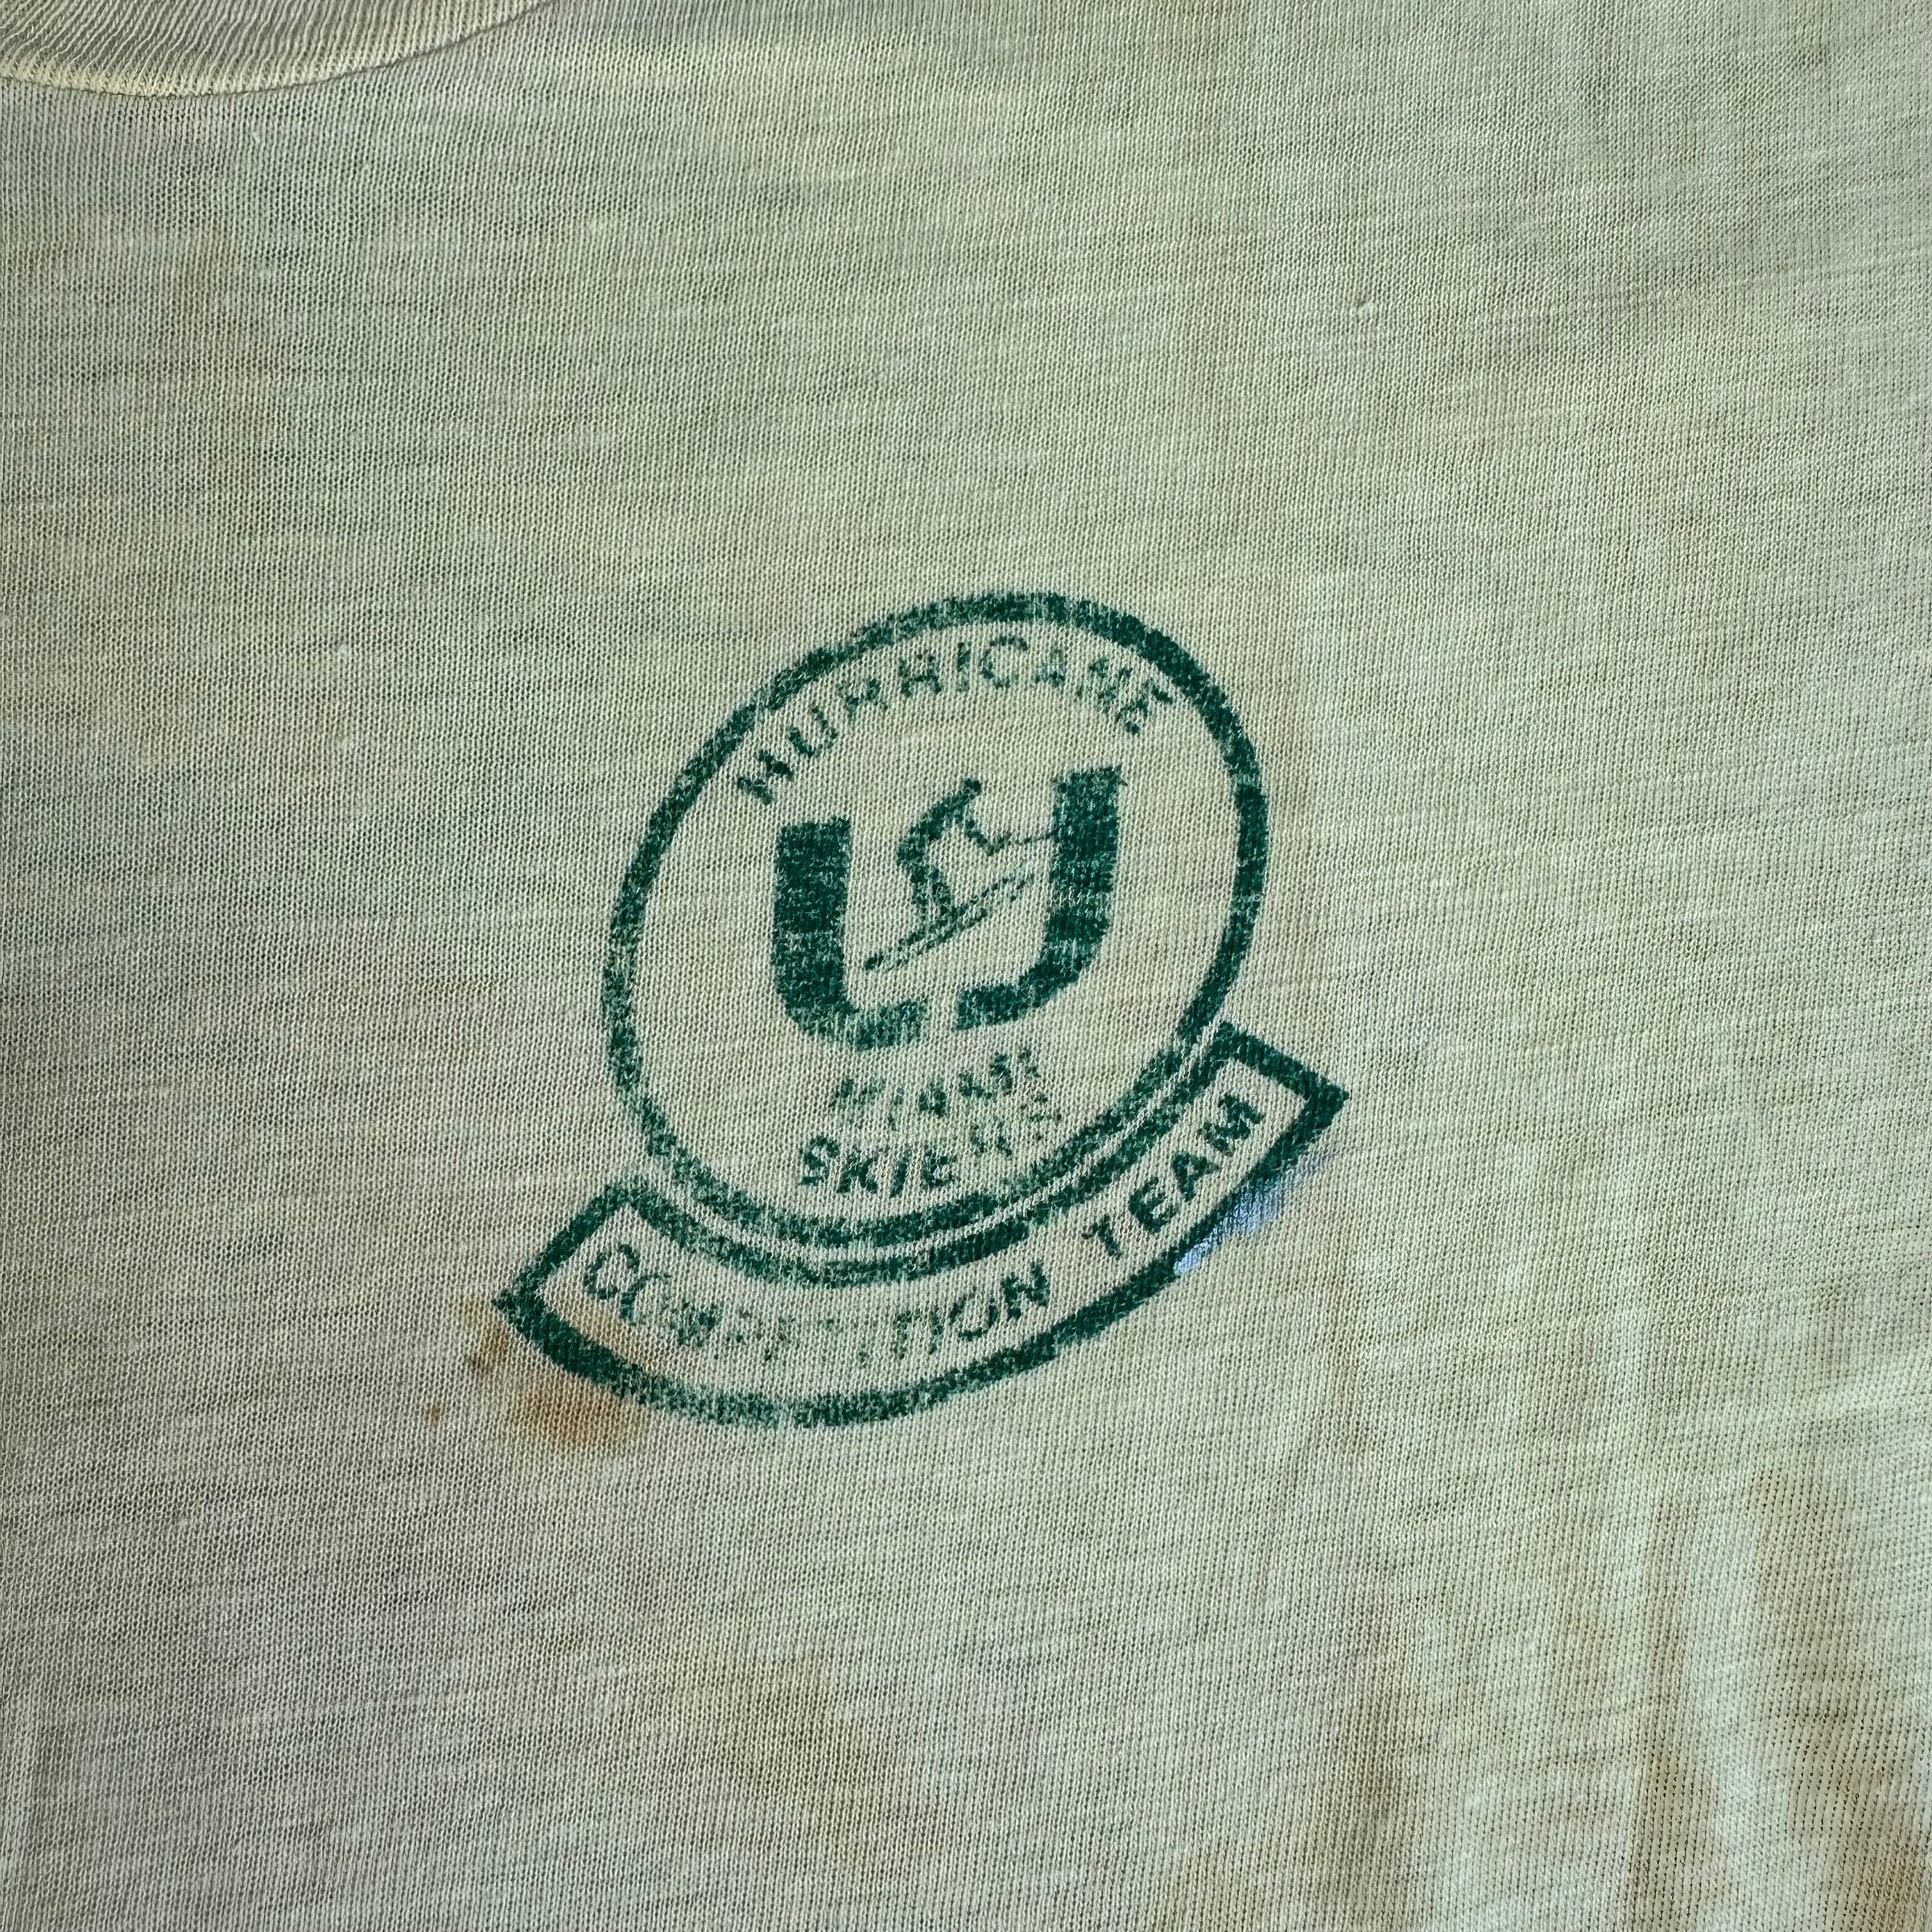 HURRICANE
U
MIAMI
SKIERS
COMPETITION TEAM